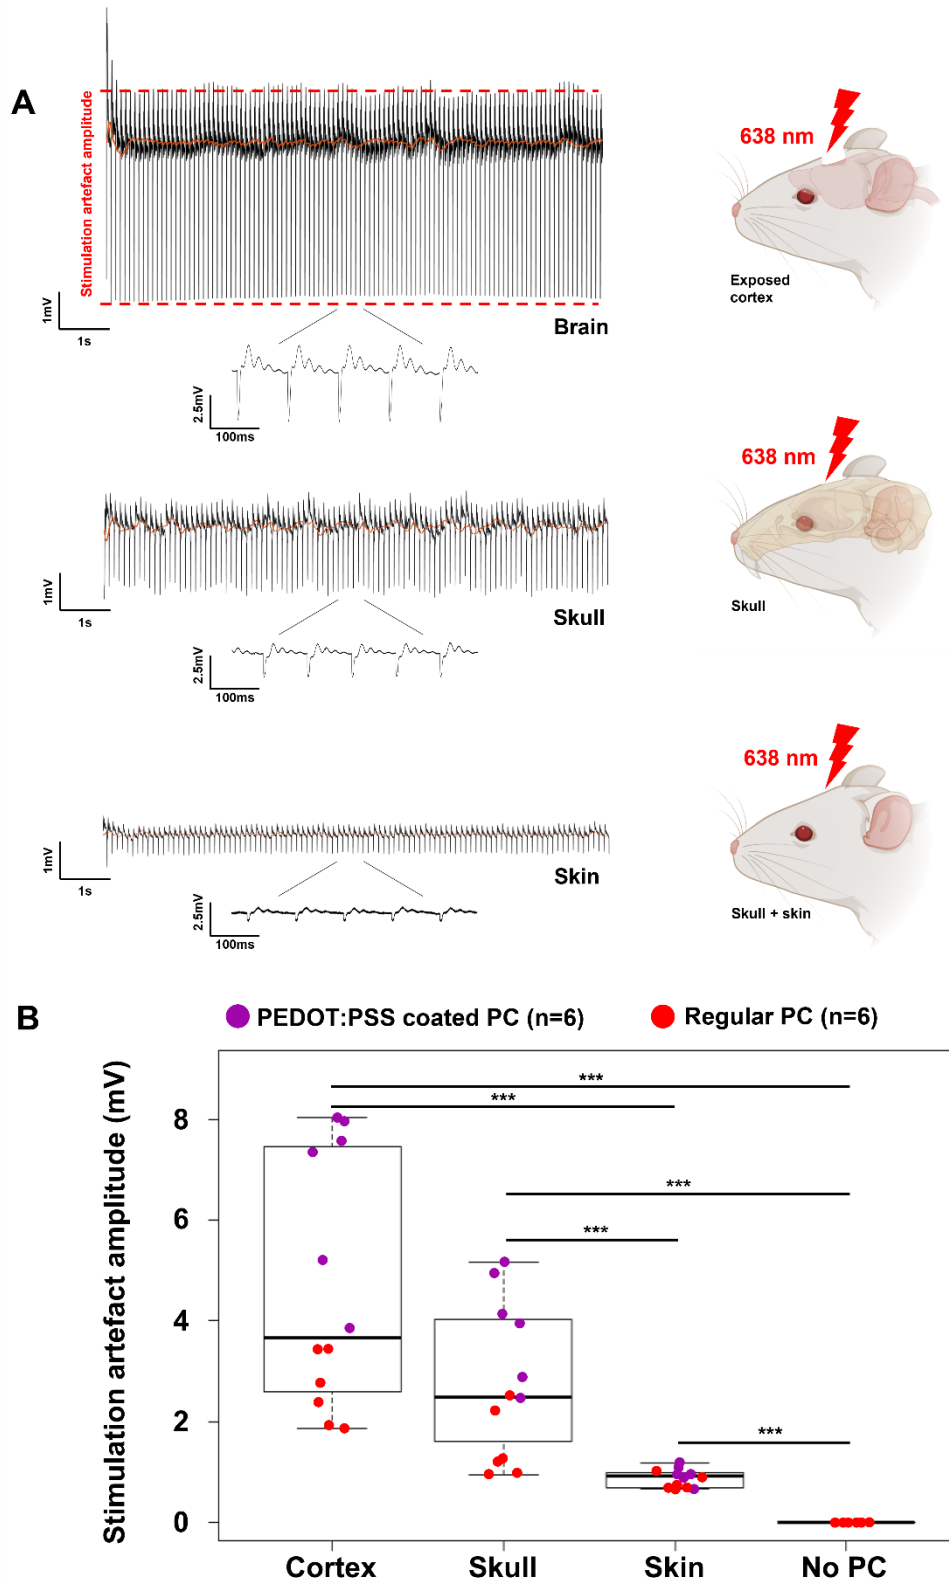 A
Stimulation artefact amplitude
1mV
1s
Brain
2.5mV
100ms
638 nm
Exposed
cortex
1mV
1s
Skull
2.5mV
100ms
638 nm
Skull
1mV
1s
Skin
2.5mV
100ms
638 nm
Skull + skin
B
PEDOT:PSS coated PC (n=6)
Regular PC (n=6)
Stimulation artefact amplitude (mV)
8
6
4
2
0
***
***
***
***
***
Cortex
Skull
Skin
No PC